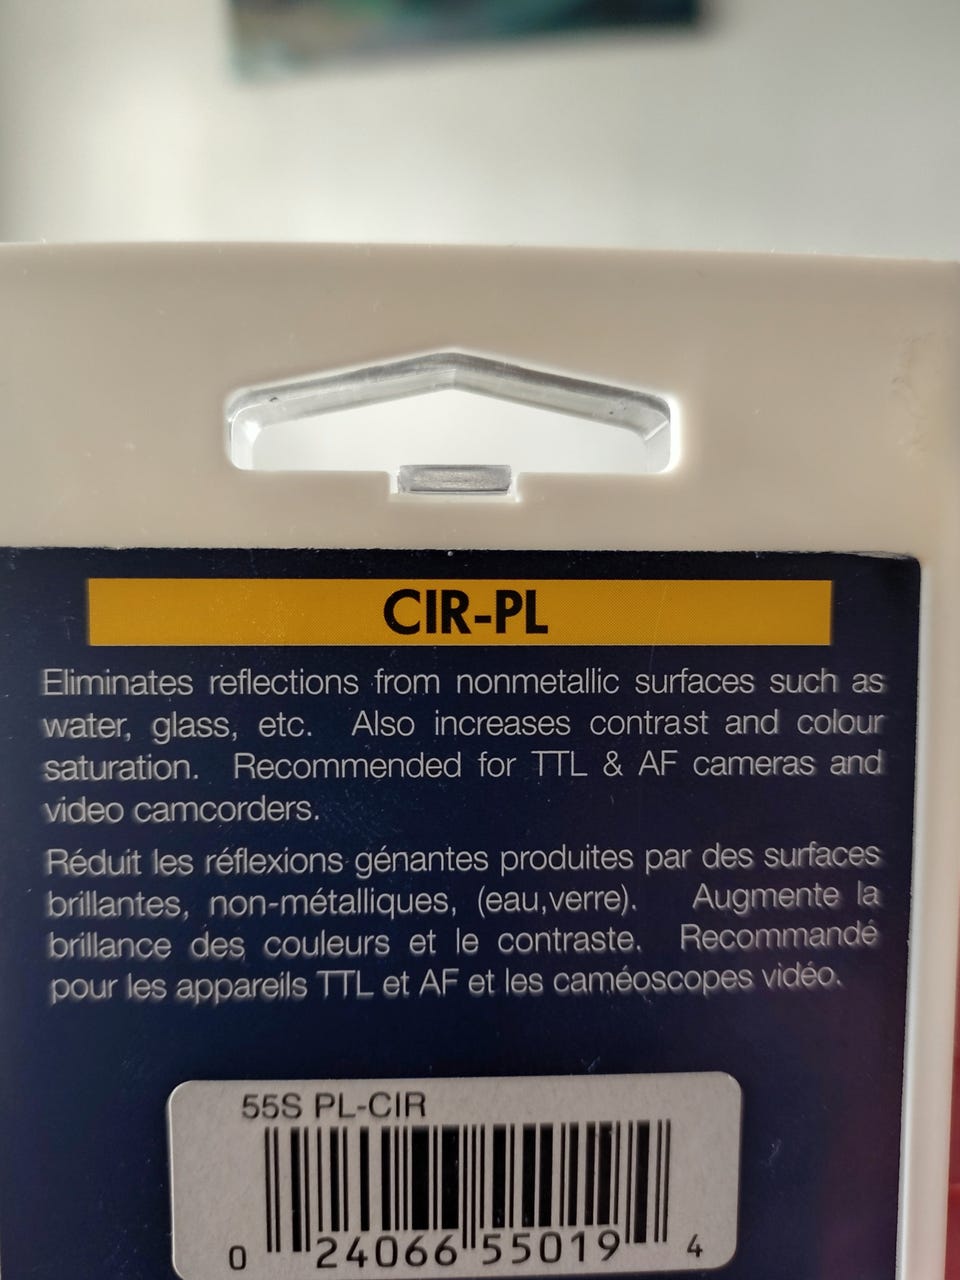 CIR-PL
Eliminates reflections from nonmetallic surfaces such as
water, glass, etc. Also increases contrast and colour
saturation. Recommended for TTL & AF cameras and
video camcorders.
Réduit les réflexions génantes produites par des surfaces
brillantes, non-métalliques, (eau,verre). Augmente la
brillance des couleurs et le contraste. Recommandé
pour les appareils TTL et AF et les caméoscopes vidéo.
55S PL-CIR
0 24066 55019 4